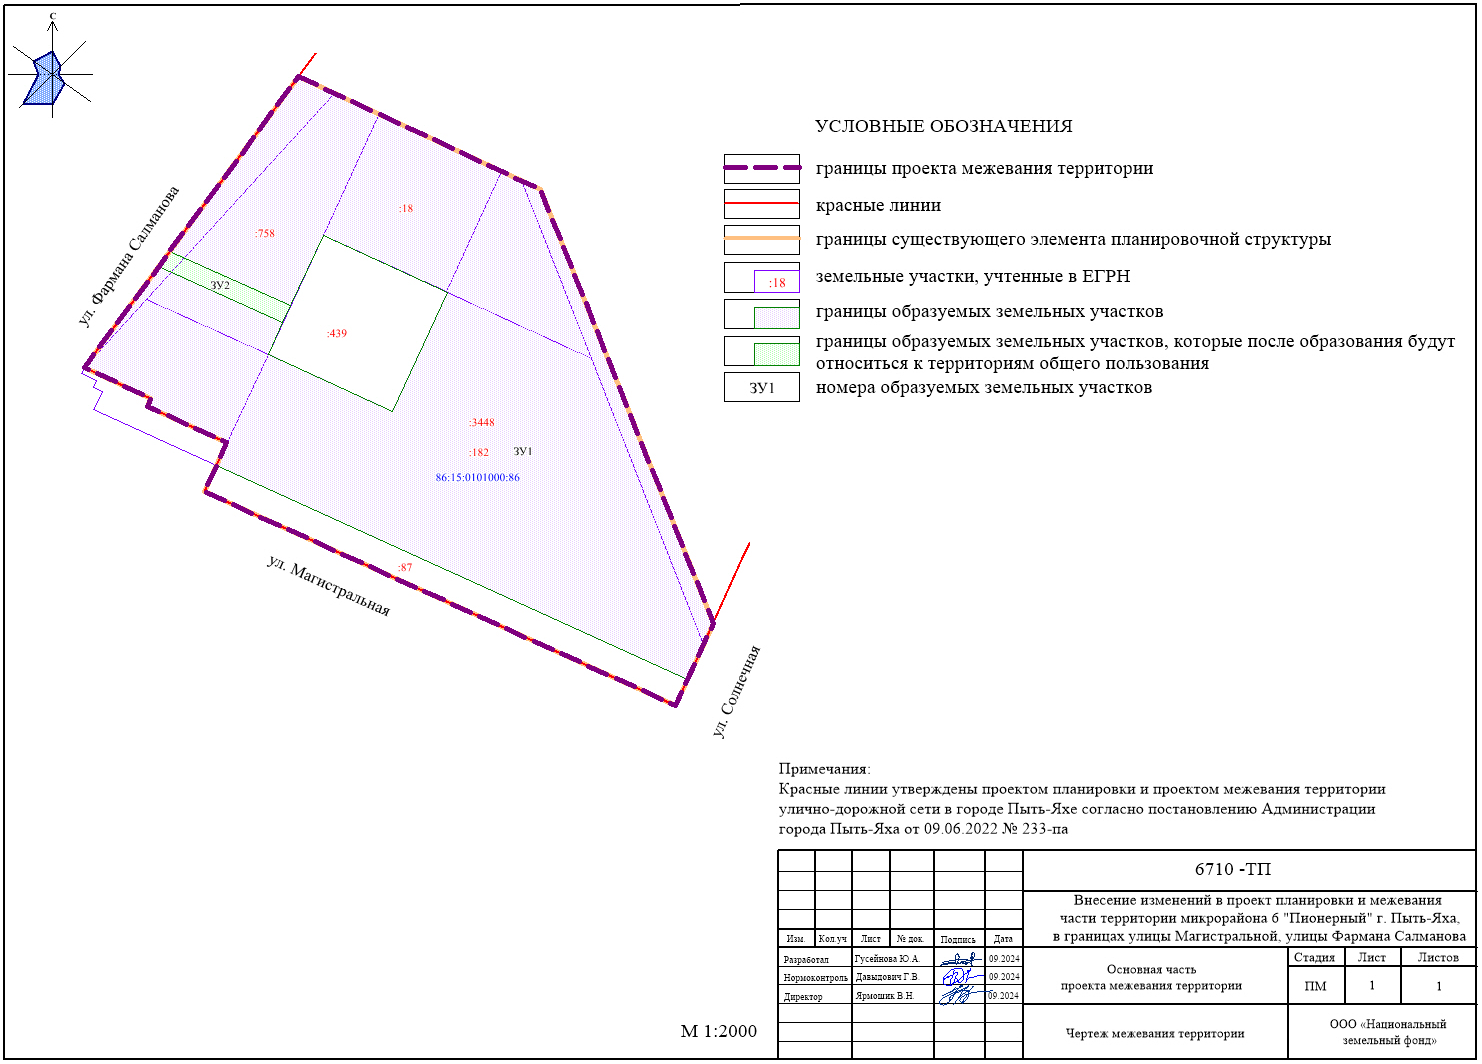 С
УСЛОВНЫЕ ОБОЗНАЧЕНИЯ
границы проекта межевания территории
красные линии
границы существующего элемента планировочной структуры
:18
земельные участки, учтенные в ЕГРН
границы образуемых земельных участков
границы образуемых земельных участков, которые после образования будут
относиться к территориям общего пользования
ЗУ1
номера образуемых земельных участков
ул. Фармана Салманова
:18
:758
ЗУ2
:439
:3448
:182
ЗУ1
86:15:0101000:86
:87
ул. Магистральная
ул. Солнечная
Примечания:
Красные линии утверждены проектом планировки и проектом межевания территории
улично-дорожной сети в городе Пыть-Яхе согласно постановлению Администрации
города Пыть-Яха от 09.06.2022 № 233-па
6710 -ТП
Внесение изменений в проект планировки и межевания
части территории микрорайона 6 "Пионерный" г. Пыть-Яха,
в границах улицы Магистральной, улицы Фармана Салманова
Изм. Кол.уч Лист № док. Подпись Дата
Разработал Гусейнова Ю.А. 09.2024
Нормоконтроль Давыдович Г.В. 09.2024
Директор Ярмошик В.Н. 09.2024
Основная часть
проекта межевания территории
Стадия Лист Листов
ПМ 1 1
Чертеж межевания территории
ООО «Национальный
земельный фонд»
М 1:2000